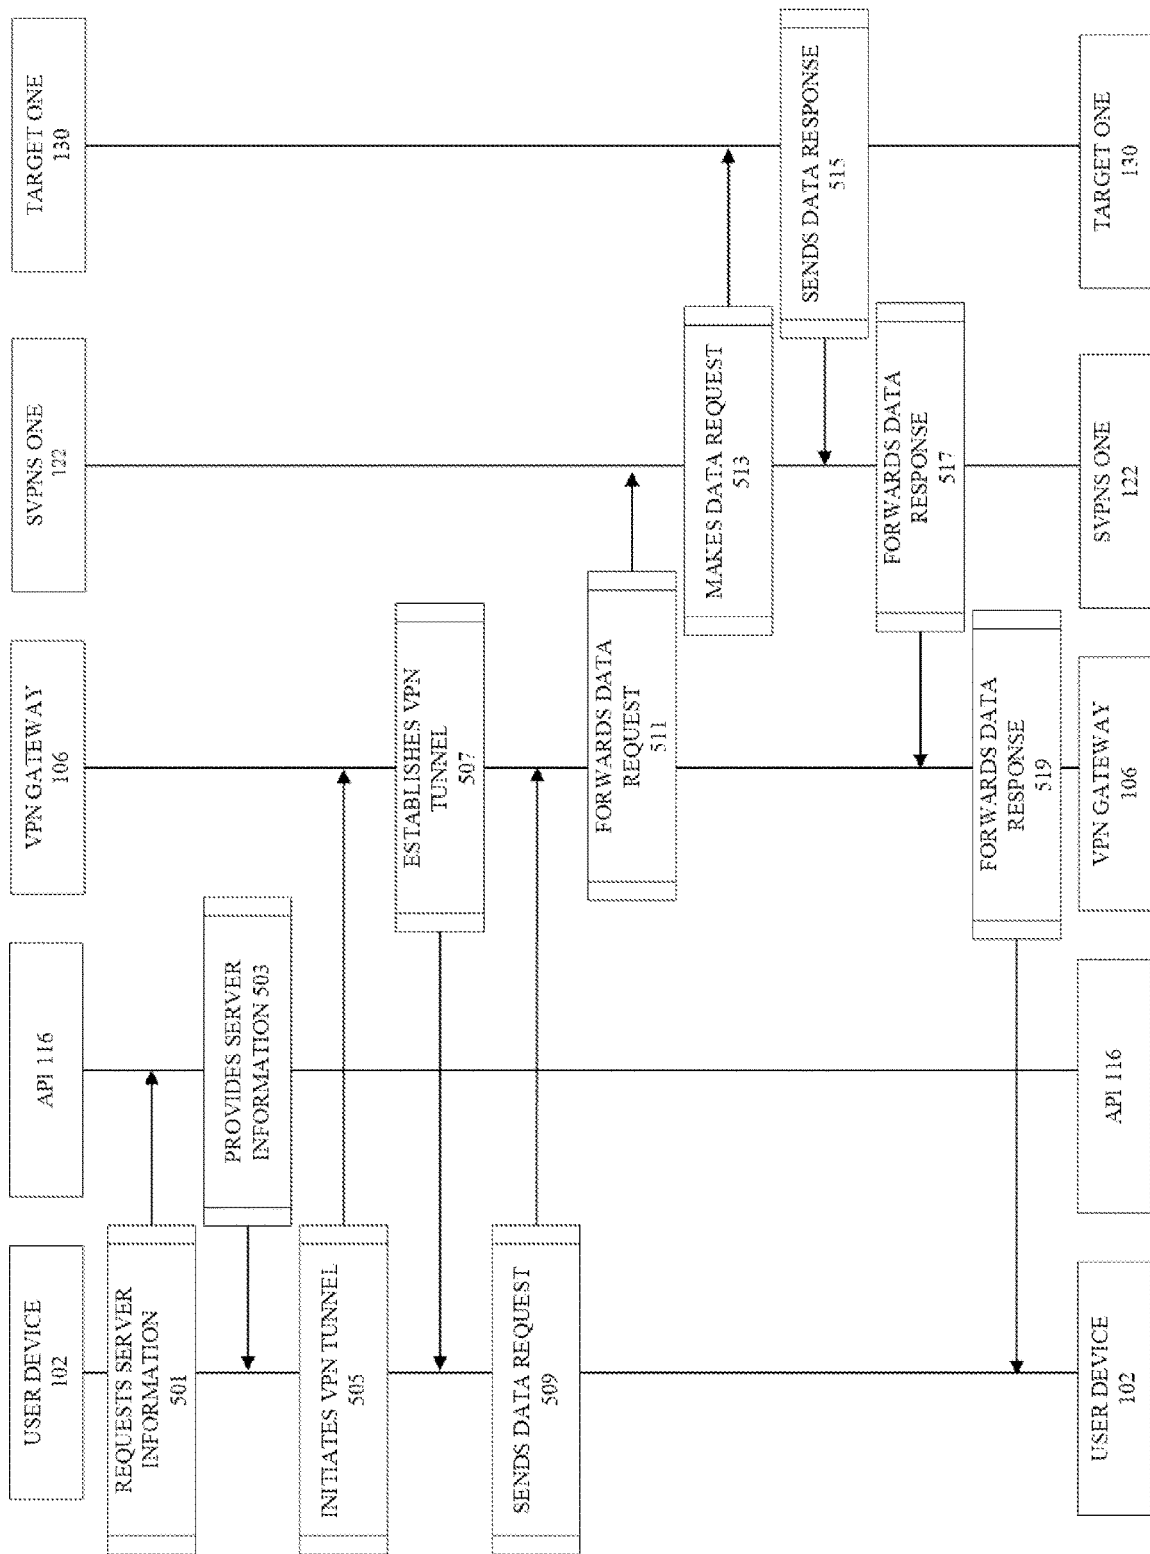 USER DEVICE
102
API 116
VPN GATEWAY
106
SVPNS ONE
122
TARGET ONE
130
REQUESTS SERVER
INFORMATION
501
PROVIDES SERVER
INFORMATION 503
INITIATES VPN TUNNEL
505
ESTABLISHES VPN
TUNNEL
507
SENDS DATA REQUEST
509
FORWARDS DATA
REQUEST
511
MAKES DATA REQUEST
513
SENDS DATA RESPONSE
515
FORWARDS DATA
RESPONSE
517
FORWARDS DATA
RESPONSE
519
USER DEVICE
102
API 116
VPN GATEWAY
106
SVPNS ONE
122
TARGET ONE
130